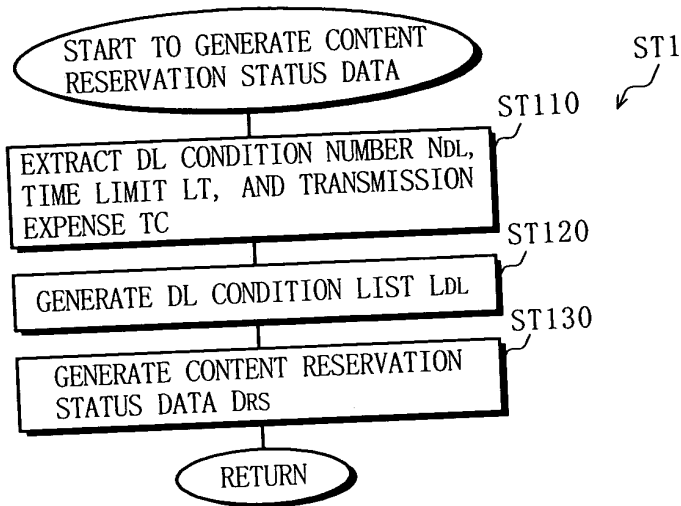 START TO GENERATE CONTENT
RESERVATION STATUS DATA
ST1
ST110
EXTRACT DL CONDITION NUMBER NDL,
TIME LIMIT LT, AND TRANSMISSION
EXPENSE TC
ST120
GENERATE DL CONDITION LIST LDL
ST130
GENERATE CONTENT RESERVATION
STATUS DATA DRS
RETURN